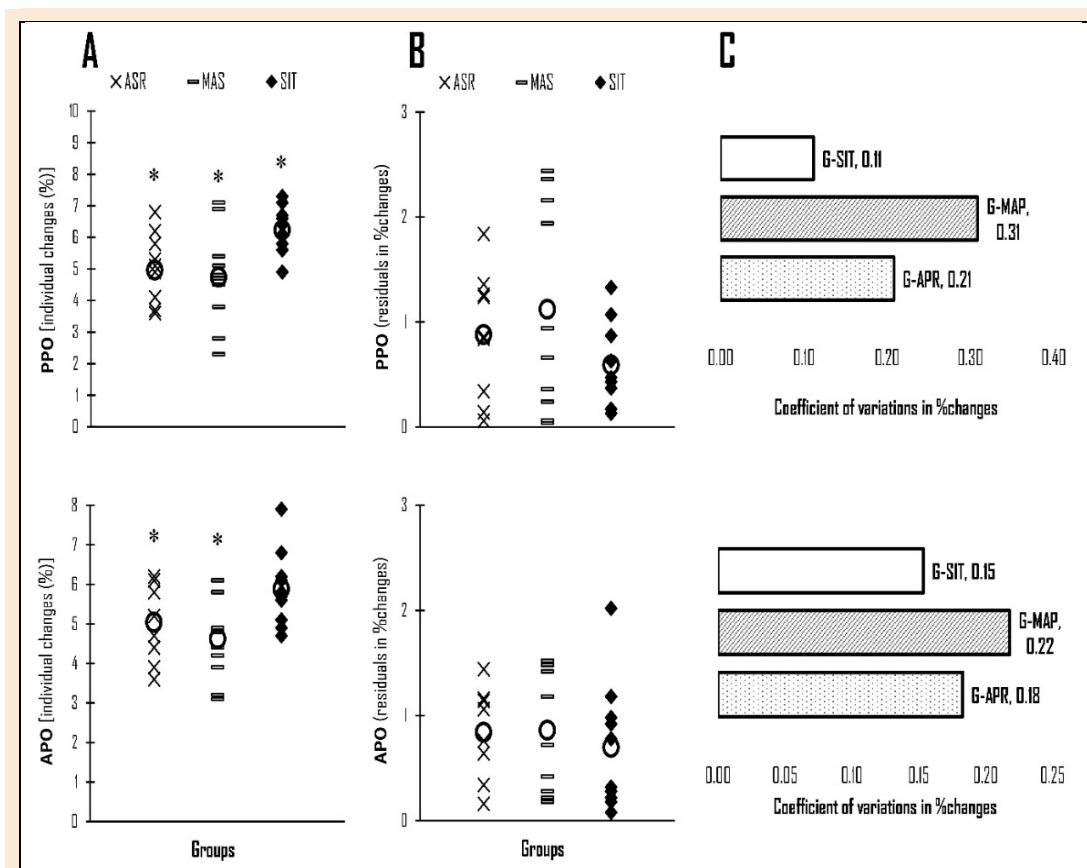 A
B
C
ASR MAS SIT
ASR MAS SIT
PPO [individual changes (%)]
10
9
8
7
6
5
4
3
2
1
0
* * *
PPO (residuals in %changes)
3
2
1
0
G-SIT, 0.11
G-MAP,
0.31
G-APR, 0.21
0.00 0.10 0.20 0.30 0.40
Coefficient of variations in %changes
APO [individual changes (%)]
8
7
6
5
4
3
2
1
0
* *
Groups
APO (residuals in %changes)
3
2
1
0
Groups
G-SIT, 0.15
G-MAP,
0.22
G-APR, 0.18
0.00 0.05 0.10 0.15 0.20 0.25
Coefficient of variations in %changes